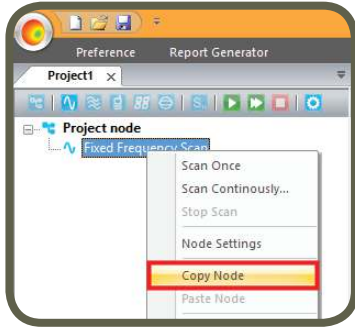 Preference Report Generator
Project1 x
Project node
Fixed Frequency Scan
Scan Once
Scan Continously...
Stop Scan
Node Settings
Copy Node
Paste Node